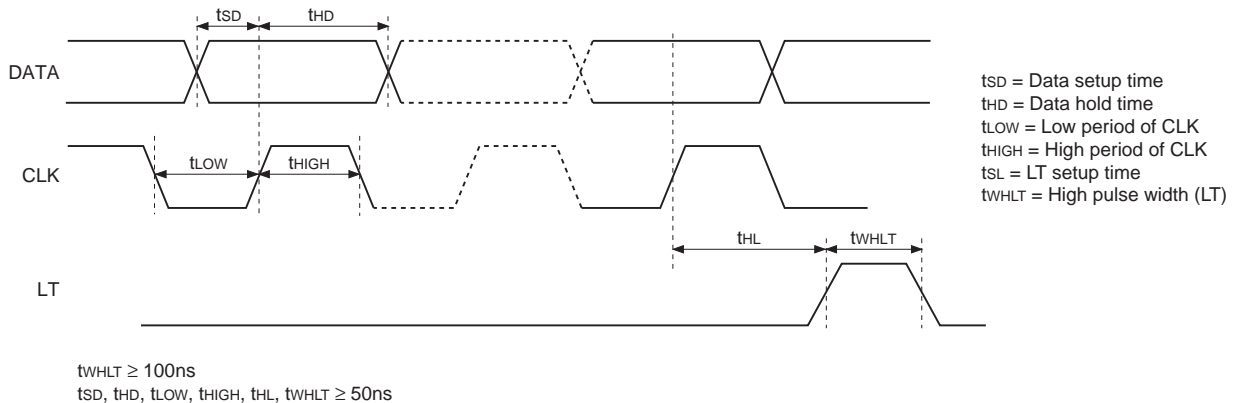 tSD tHD
DATA
tSD = Data setup time
tHD = Data hold time
tLOW = Low period of CLK
tHIGH = High period of CLK
tSL = LT setup time
tWHLT = High pulse width (LT)
tLOW tHIGH
CLK
tHL tWHLT
LT
tWHLT ≥ 100ns
tSD, tHD, tLOW, tHIGH, tHL, tWHLT ≥ 50ns